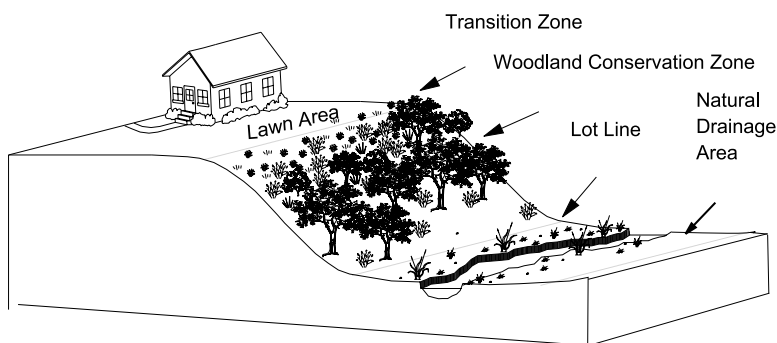 Transition Zone
Woodland Conservation Zone
Lawn Area
Lot Line
Natural
Drainage
Area